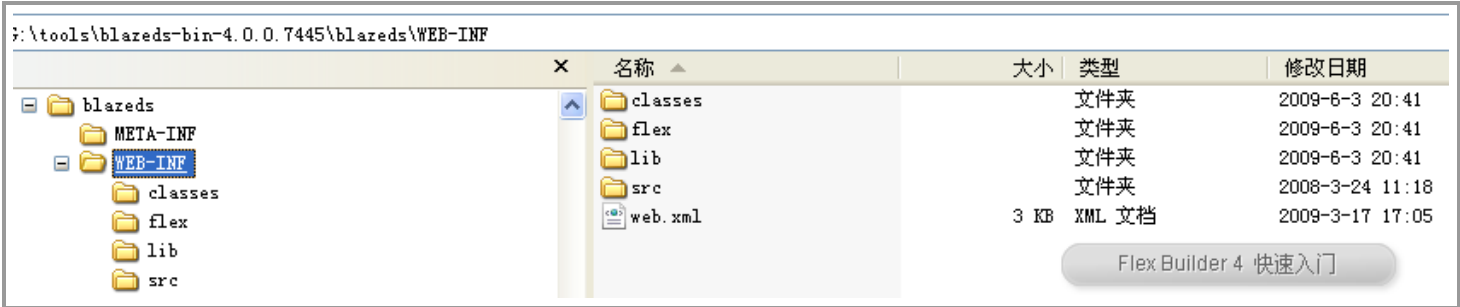 :\tools\blazeds-bin-4.0.0.7445\blazeds\WEB-INF
名称 大小 类型 修改日期
blazeds
META-INF
WEB-INF
classes
flex
lib
src
classes 文件夹 2009-6-3 20:41
flex 文件夹 2009-6-3 20:41
lib 文件夹 2009-6-3 20:41
src 文件夹 2008-3-24 11:18
web.xml 3 KB XML 文档 2009-3-17 17:05
Flex Builder 4 快速入门